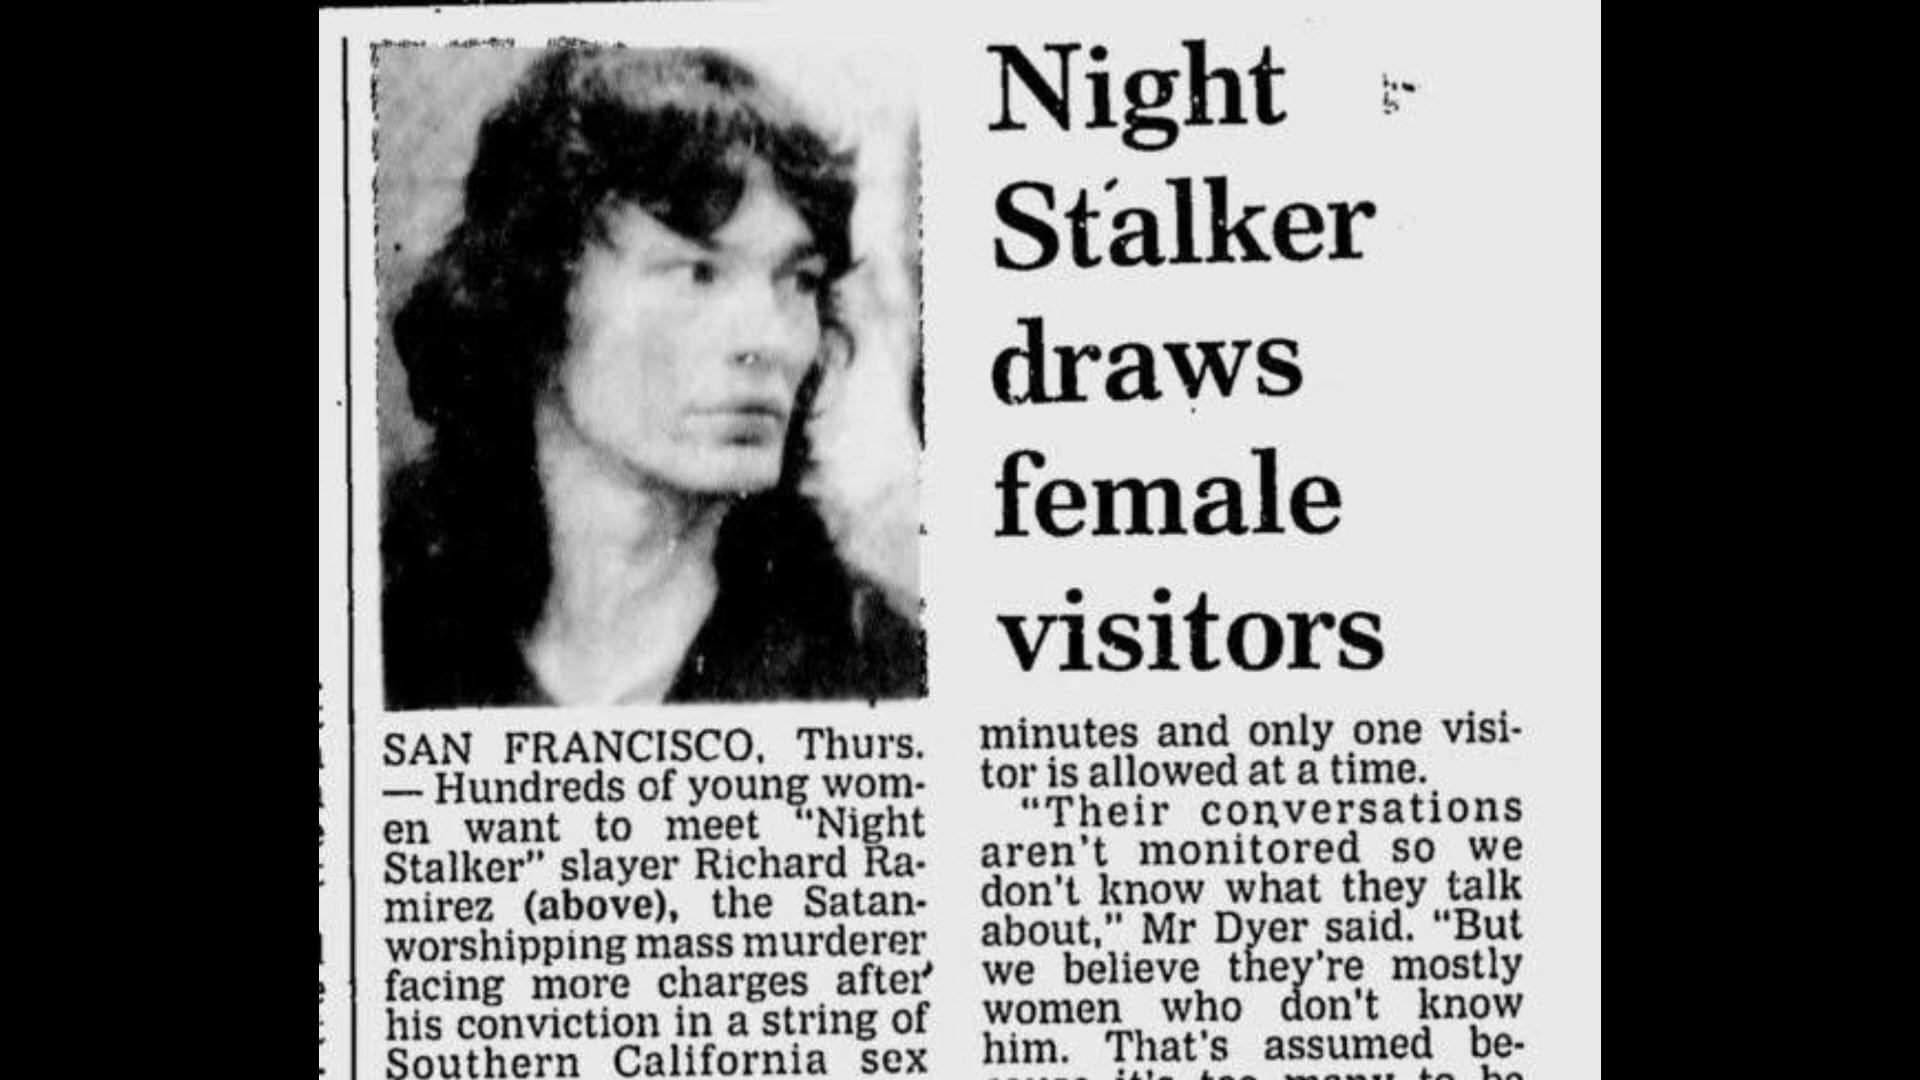 Night
Stalker
draws
female
visitors
SAN FRANCISCO, Thurs.
— Hundreds of young wom-
en want to meet “Night
Stalker” slayer Richard Ra-
mirez (above), the Satan-
worshipping mass murderer
facing more charges after
his conviction in a string of
Southern California sex
minutes and only one visi-
tor is allowed at a time.
“Their conversations
aren't monitored so we
don't know what they talk
about,” Mr Dyer said. “But
we believe they're mostly
women who don't know
him. That's assumed be-